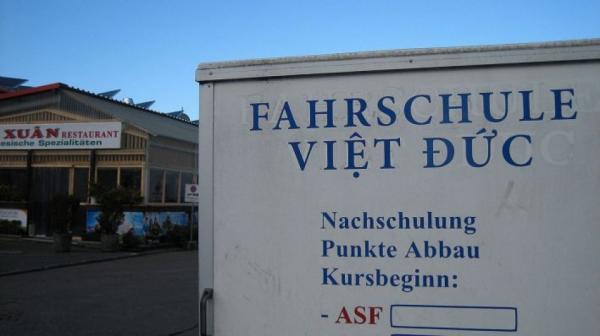 XUÂN RESTAURANT
esische Spezialitäten
FAHRSCHULE
VIỆT ĐỨC
Nachschulung
Punkte Abbau
Kursbeginn:
- ASF